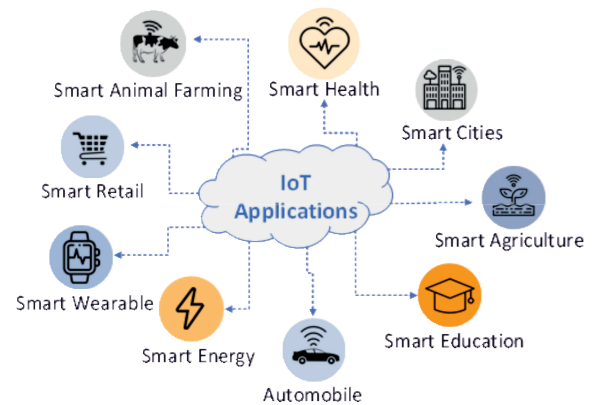 Smart Animal Farming
Smart Health
Smart Cities
Smart Retail
IoT
Applications
Smart Agriculture
Smart Wearable
Smart Energy
Smart Education
Automobile